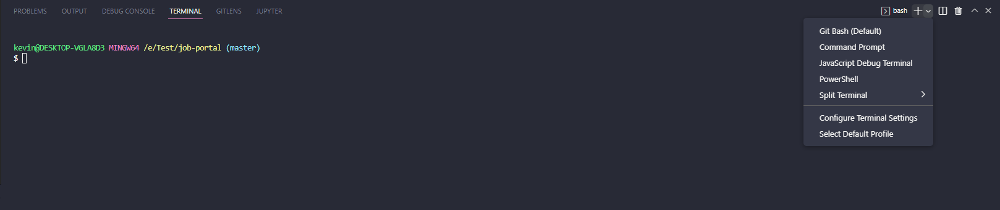 PROBLEMS OUTPUT DEBUG CONSOLE TERMINAL GITLENS JUPYTER bash
kevin@DESKTOP-VGLA8D3 MINGW64 /e/Test/job-portal (master)
$
Git Bash (Default)
Command Prompt
JavaScript Debug Terminal
PowerShell
Split Terminal
Configure Terminal Settings
Select Default Profile